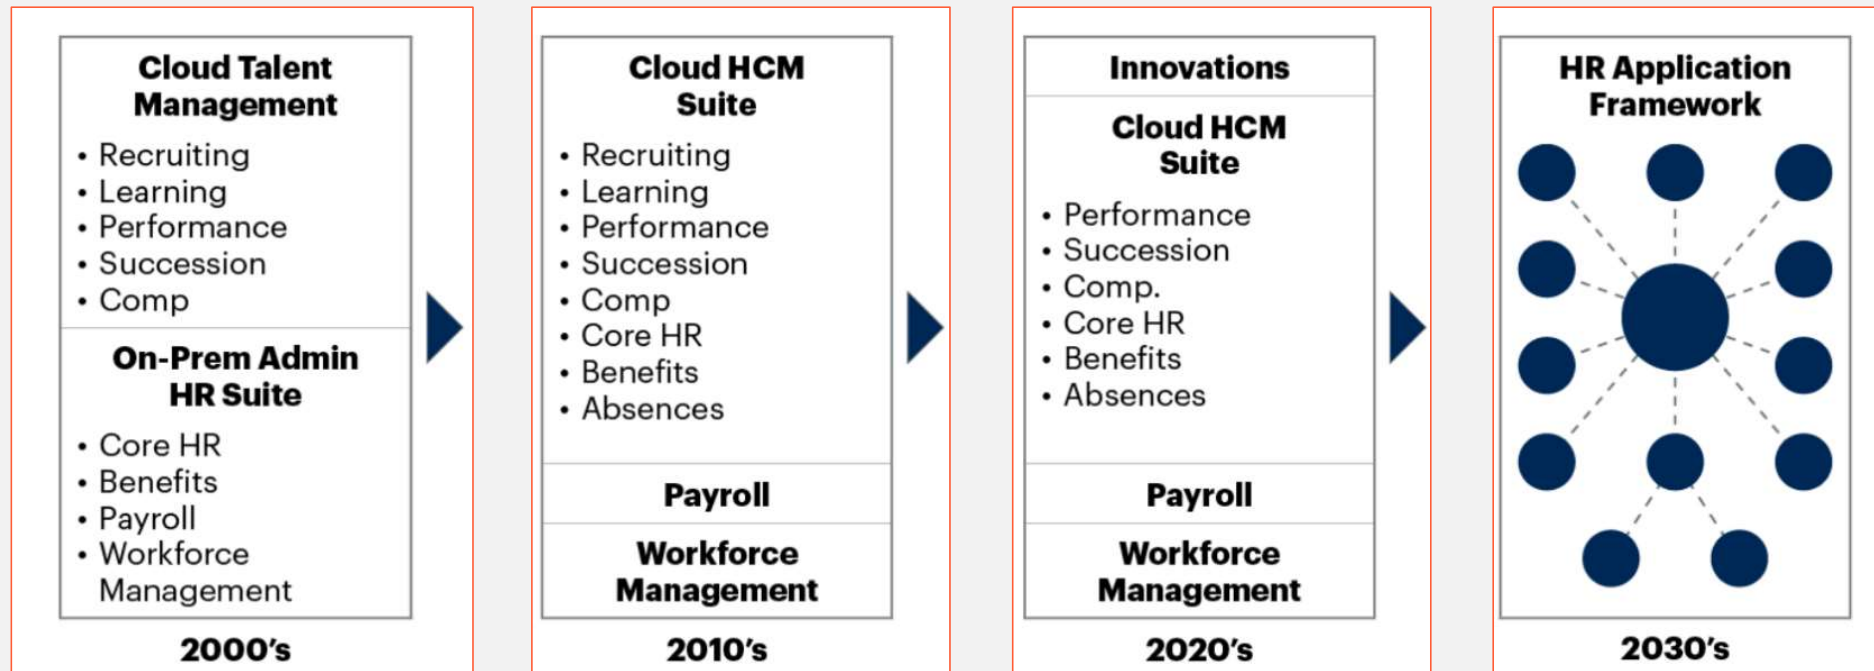 Cloud Talent
Management
• Recruiting
• Learning
• Performance
• Succession
• Comp
On-Prem Admin
HR Suite
• Core HR
• Benefits
• Payroll
• Workforce
Management
2000's
Cloud HCM
Suite
• Recruiting
• Learning
• Performance
• Succession
• Comp
• Core HR
• Benefits
• Absences
Payroll
Workforce
Management
2010's
Innovations
Cloud HCM
Suite
• Performance
• Succession
• Comp.
• Core HR
• Benefits
• Absences
Payroll
Workforce
Management
2020's
HR Application
Framework
2030's